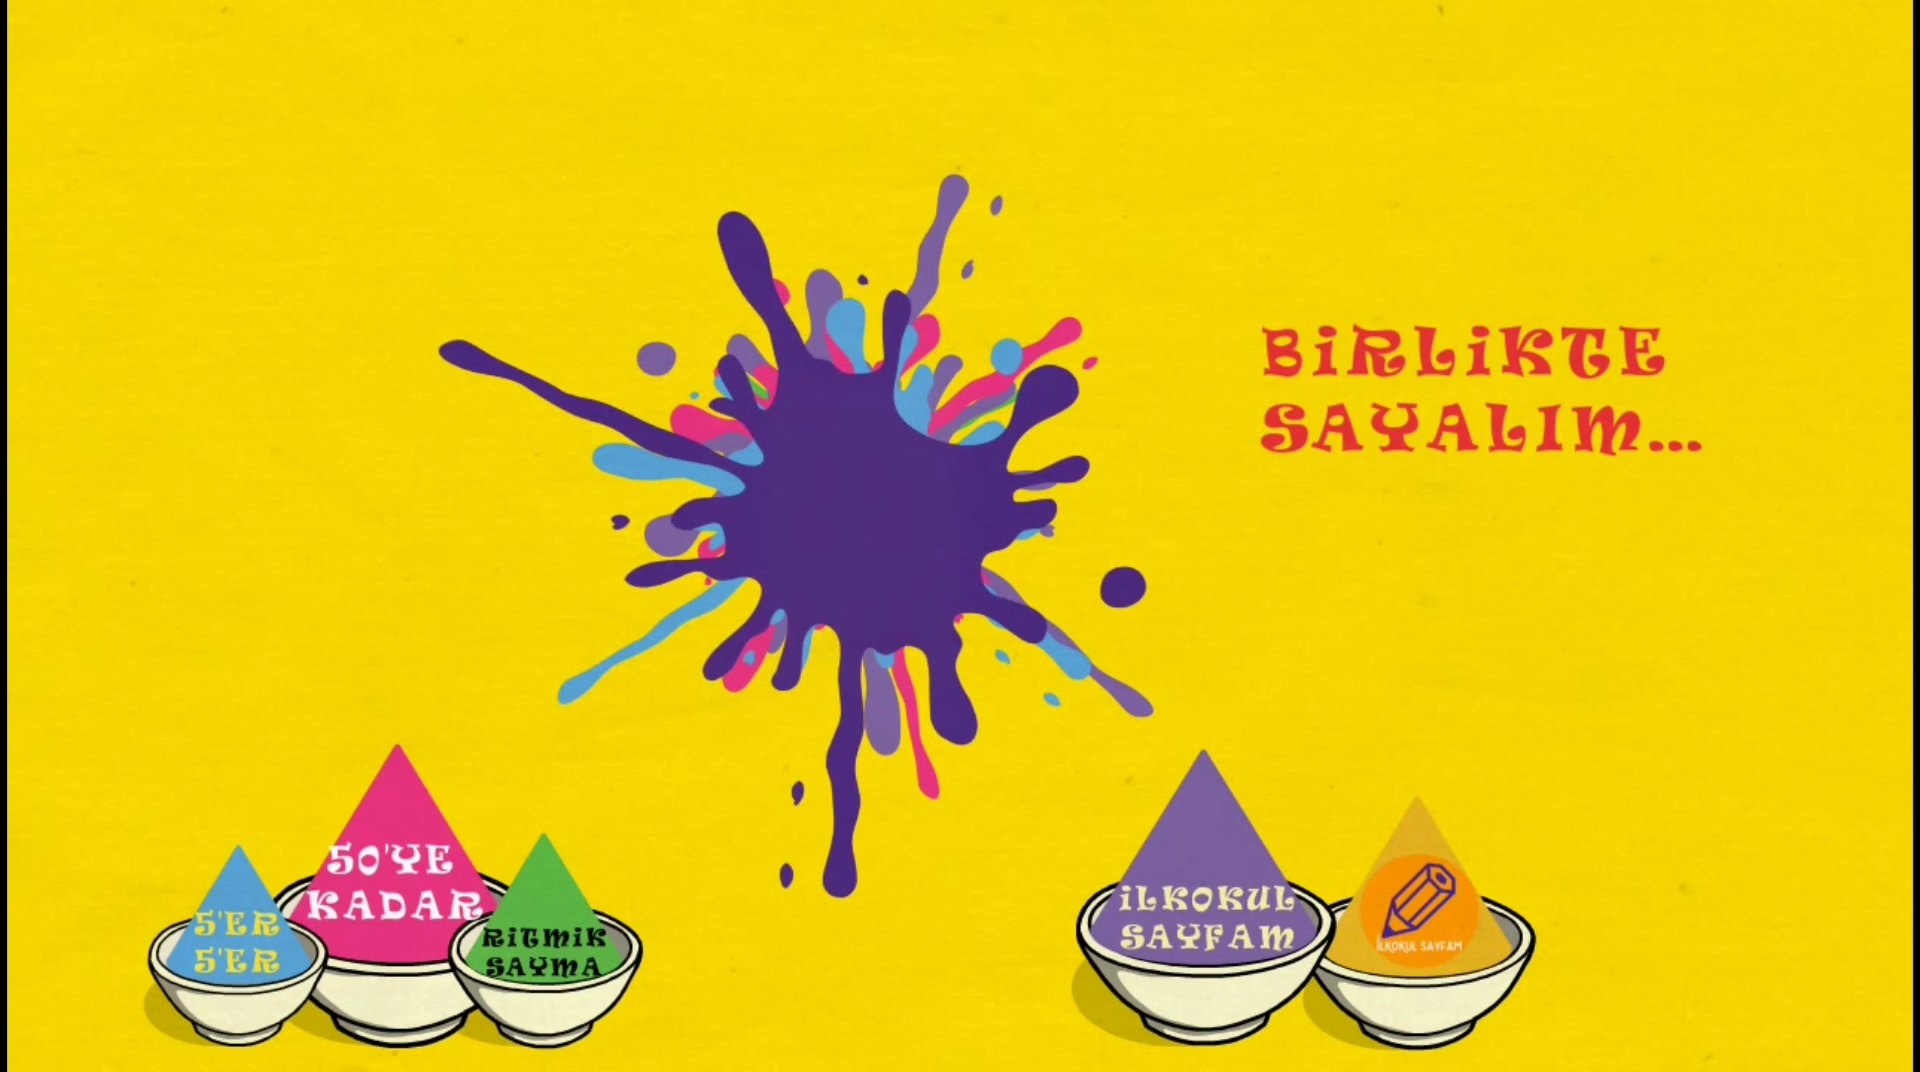 BiRLiKTE
SAYALIM...
5'ER
5'ER
50'YE
KADAR
RiTMiK
SAYMA
iLKOKUL
SAYFAM
İLKOKUL SAYFAM